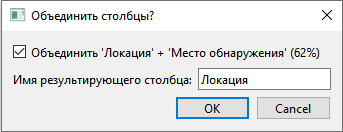 Объединить столбцы?
Объединить 'Локация' + 'Место обнаружения' (62%)
Имя результирующего столбца: Локация
OK Cancel